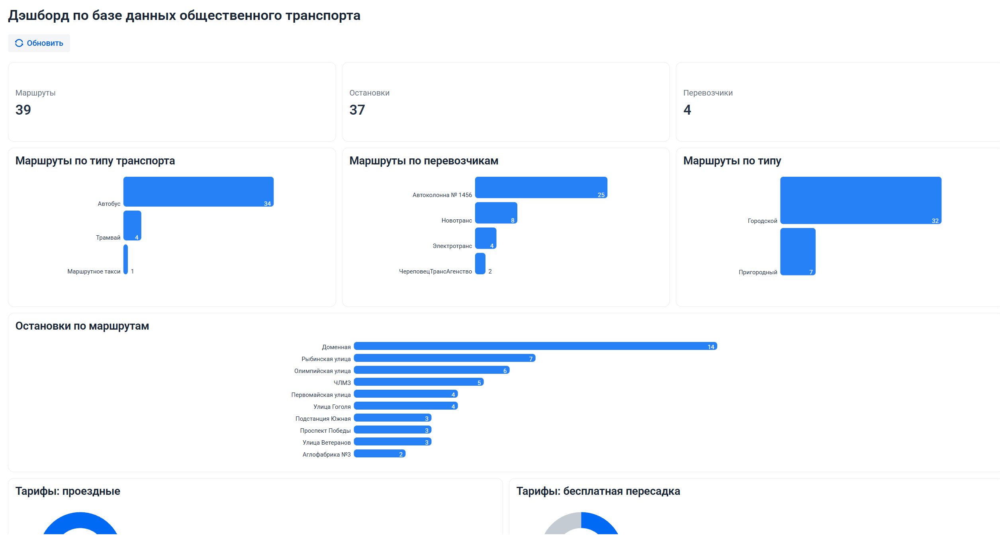 Дэшборд по базе данных общественного транспорта
Обновить
Маршруты
39
Остановки
37
Перевозчики
4
Маршруты по типу транспорта
Автобус 34
Трамвай 4
Маршрутное такси 1
Маршруты по перевозчикам
Автоколонна № 1456 25
Новотранс 8
Электротранс 4
ЧереповецТрансАгенство 2
Маршруты по типу
Городской 32
Пригородный 7
Остановки по маршрутам
Доменная 14
Рыбинская улица 7
Олимпийская улица 6
ЧЛМЗ 5
Первомайская улица 4
Улица Гоголя 4
Подстанция Южная 3
Проспект Победы 3
Улица Ветеранов 3
Аглофабрика №3 2
Тарифы: проездные
Тарифы: бесплатная пересадка